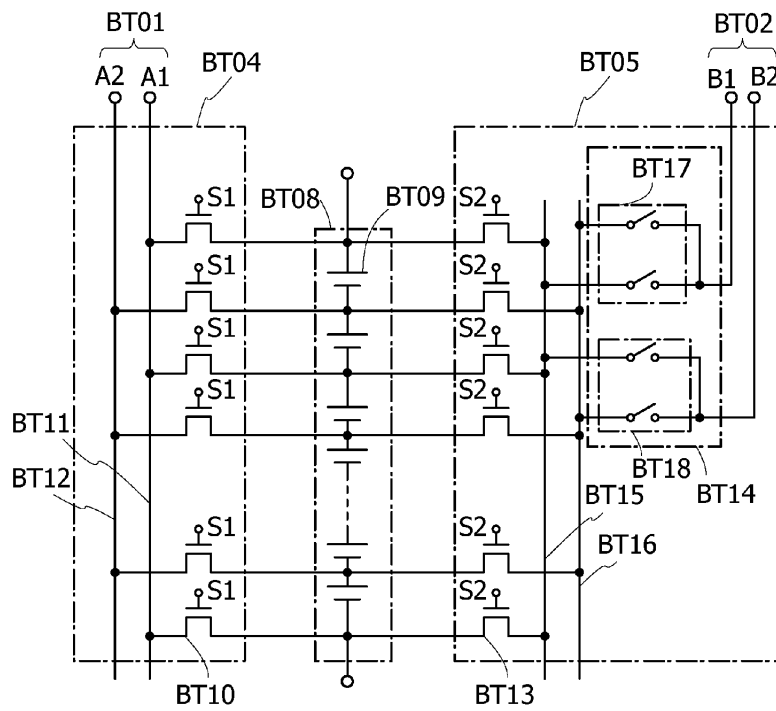 BT01
BT02
A2 A1
BT04
BT05
B1 B2
S1
BT08
BT09
S2
BT17
S1
S2
S1
S2
S1
S2
BT11
BT18
BT14
BT12
BT15
S1
S2
BT16
S1
S2
BT10
BT13